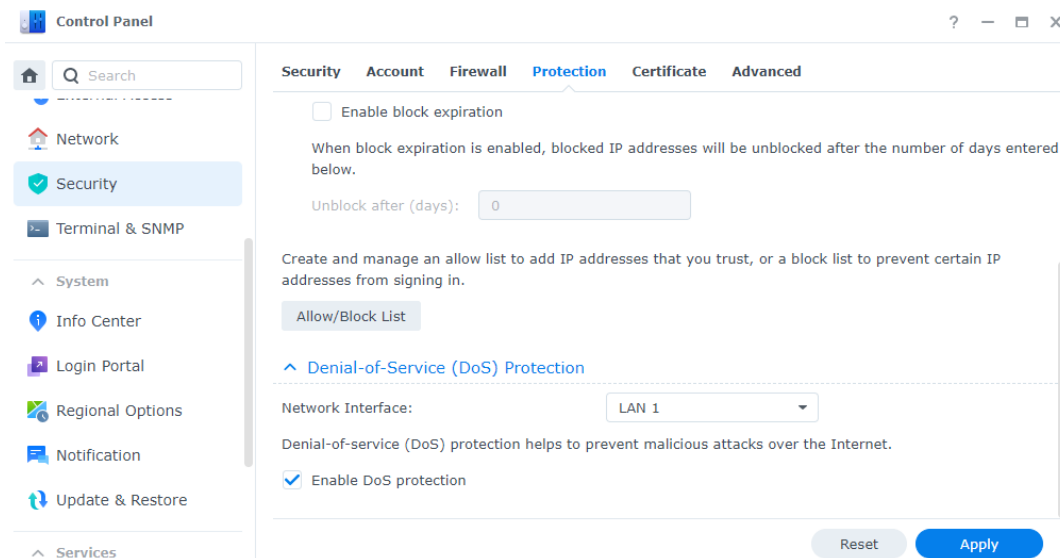 Control Panel
Search
Network
Security
Terminal & SNMP
System
Info Center
Login Portal
Regional Options
Notification
Update & Restore
Services
Security Account Firewall Protection Certificate Advanced
Enable block expiration
When block expiration is enabled, blocked IP addresses will be unblocked after the number of days entered
below.
Unblock after (days): 0
Create and manage an allow list to add IP addresses that you trust, or a block list to prevent certain IP
addresses from signing in.
Allow/Block List
Denial-of-Service (DoS) Protection
Network Interface: LAN 1
Denial-of-service (DoS) protection helps to prevent malicious attacks over the Internet.
Enable DoS protection
Reset Apply